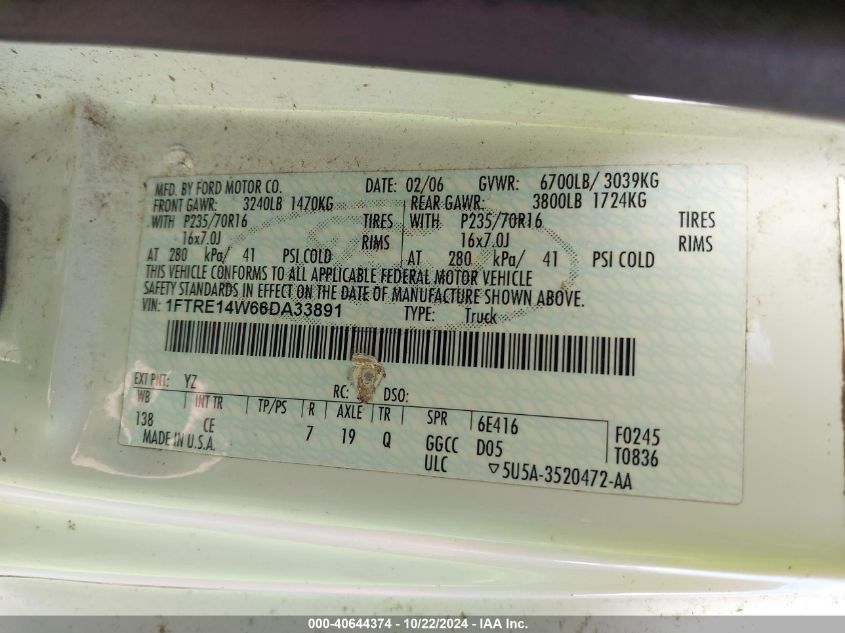 MFD. BY FORD MOTOR CO. DATE: 02/06 GVWR: 6700LB/ 3039KG
FRONT GAWR: 3240LB 1470KG REAR GAWR: 3800LB 1724KG
WITH P235/70R16 TIRES WITH P235/70R16 TIRES
16x7.0J RIMS 16x7.0J RIMS
AT 280 kPa/ 41 PSI COLD AT 280 kPa/ 41 PSI COLD
THIS VEHICLE CONFORMS TO ALL APPLICABLE FEDERAL MOTOR VEHICLE
SAFETY STANDARDS IN EFFECT ON THE DATE OF MANUFACTURE SHOWN ABOVE.
VIN: 1FTRE14W66DA33891 TYPE: Truck
EXT PNT: YZ RC: DSO:
WB INT TR TP/PS R AXLE TR SPR 6E416 F0245
138 CE 7 19 Q GGCC D05 T0836
MADE IN U.S.A. ULC ▽5U5A-3520472-AA
000-40644374 - 10/22/2024 - IAA Inc.